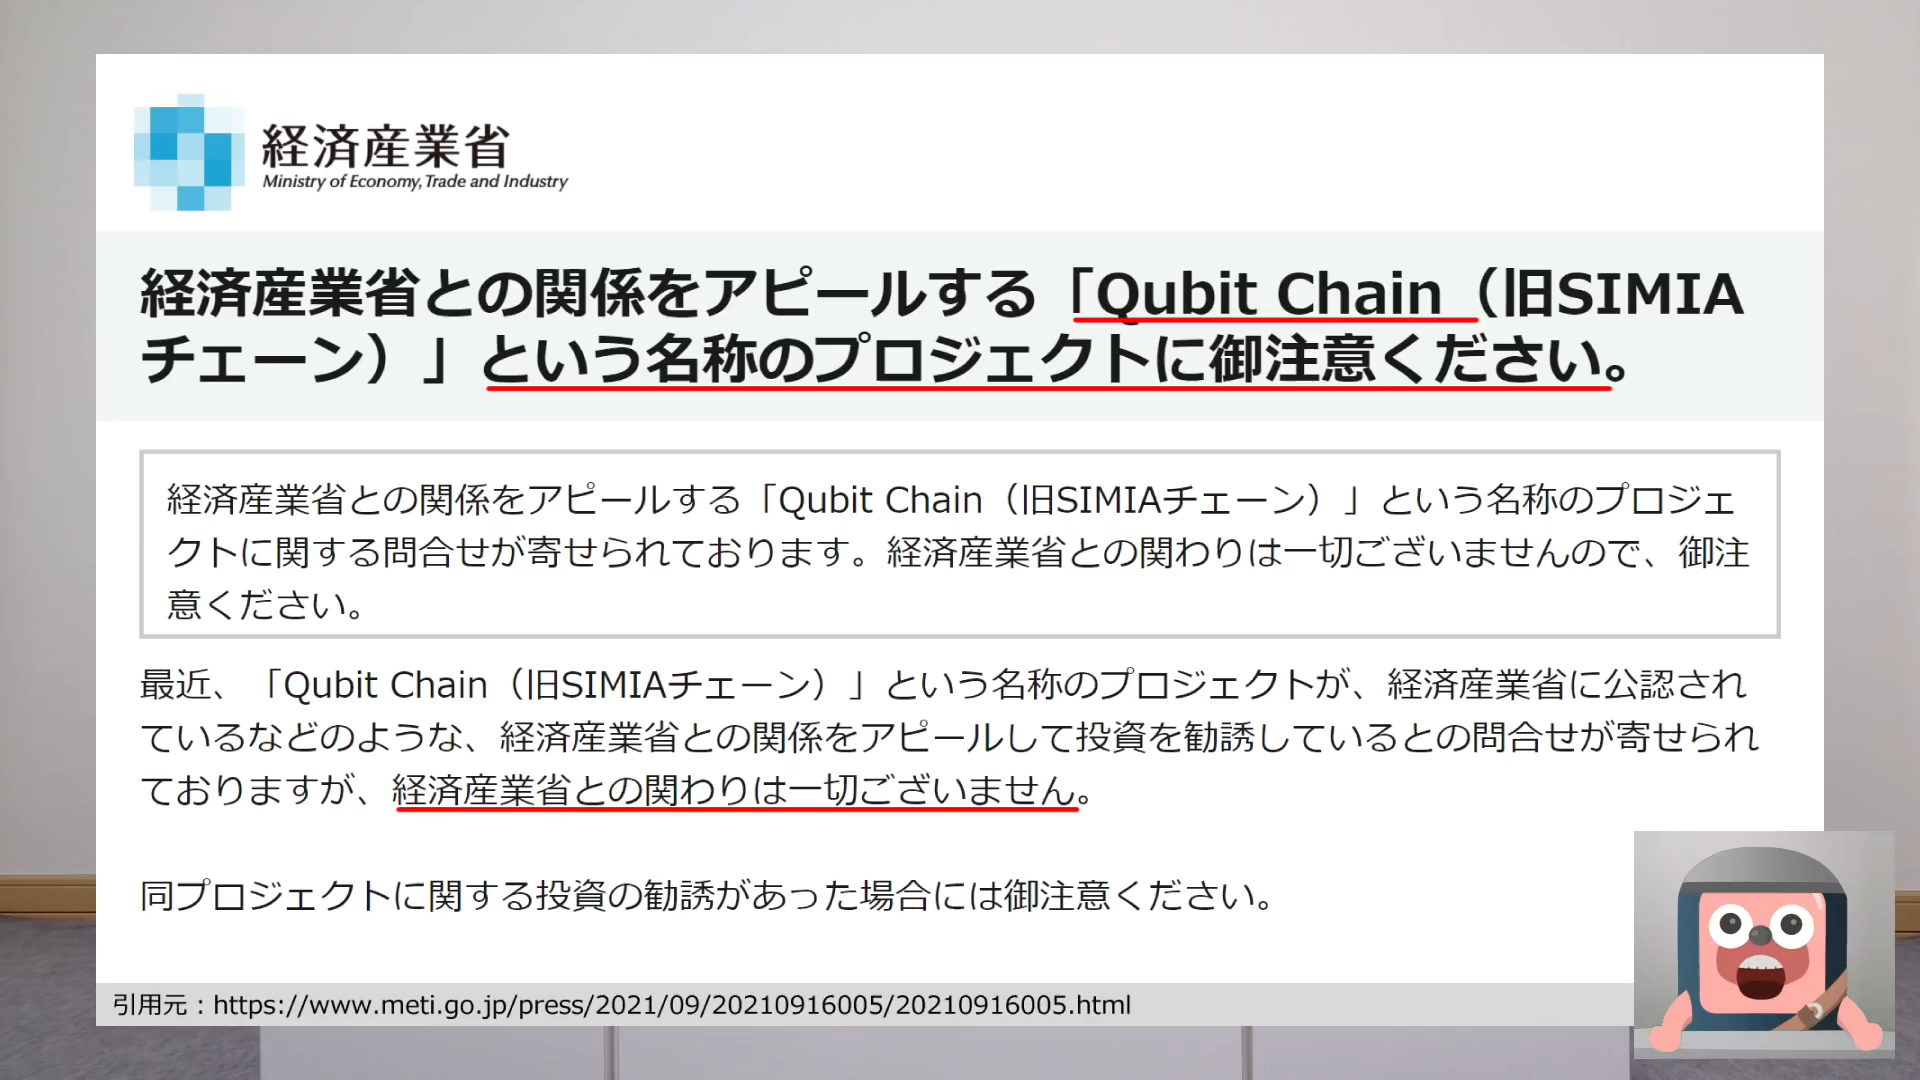 経済産業省
Ministry of Economy, Trade and Industry
経済産業省との関係をアピールする「Qubit Chain（旧SIMIA
チェーン）」という名称のプロジェクトに御注意ください。
経済産業省との関係をアピールする「Qubit Chain（旧SIMIAチェーン）」という名称のプロジェ
クトに関する問合せが寄せられております。経済産業省との関わりは一切ございませんので、御注
意ください。
最近、「Qubit Chain（旧SIMIAチェーン）」という名称のプロジェクトが、経済産業省に公認され
ているなどのような、経済産業省との関係をアピールして投資を勧誘しているとの問合せが寄せられ
ておりますが、経済産業省との関わりは一切ございません。
同プロジェクトに関する投資の勧誘があった場合には御注意ください。
引用元：https://www.meti.go.jp/press/2021/09/20210916005/20210916005.html